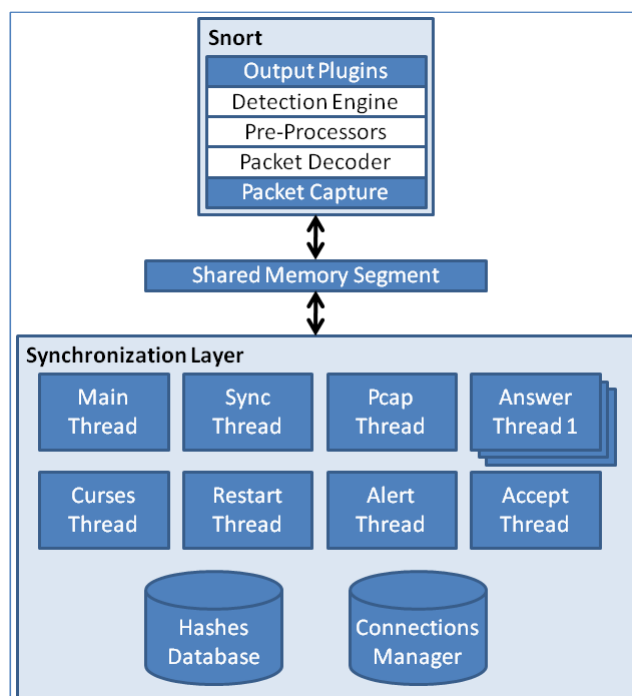 Snort
Output Plugins
Detection Engine
Pre-Processors
Packet Decoder
Packet Capture
Shared Memory Segment
Synchronization Layer
Main
Thread
Sync
Thread
Pcap
Thread
Answer
Thread 1
Curses
Thread
Restart
Thread
Alert
Thread
Accept
Thread
Hashes
Database
Connections
Manager